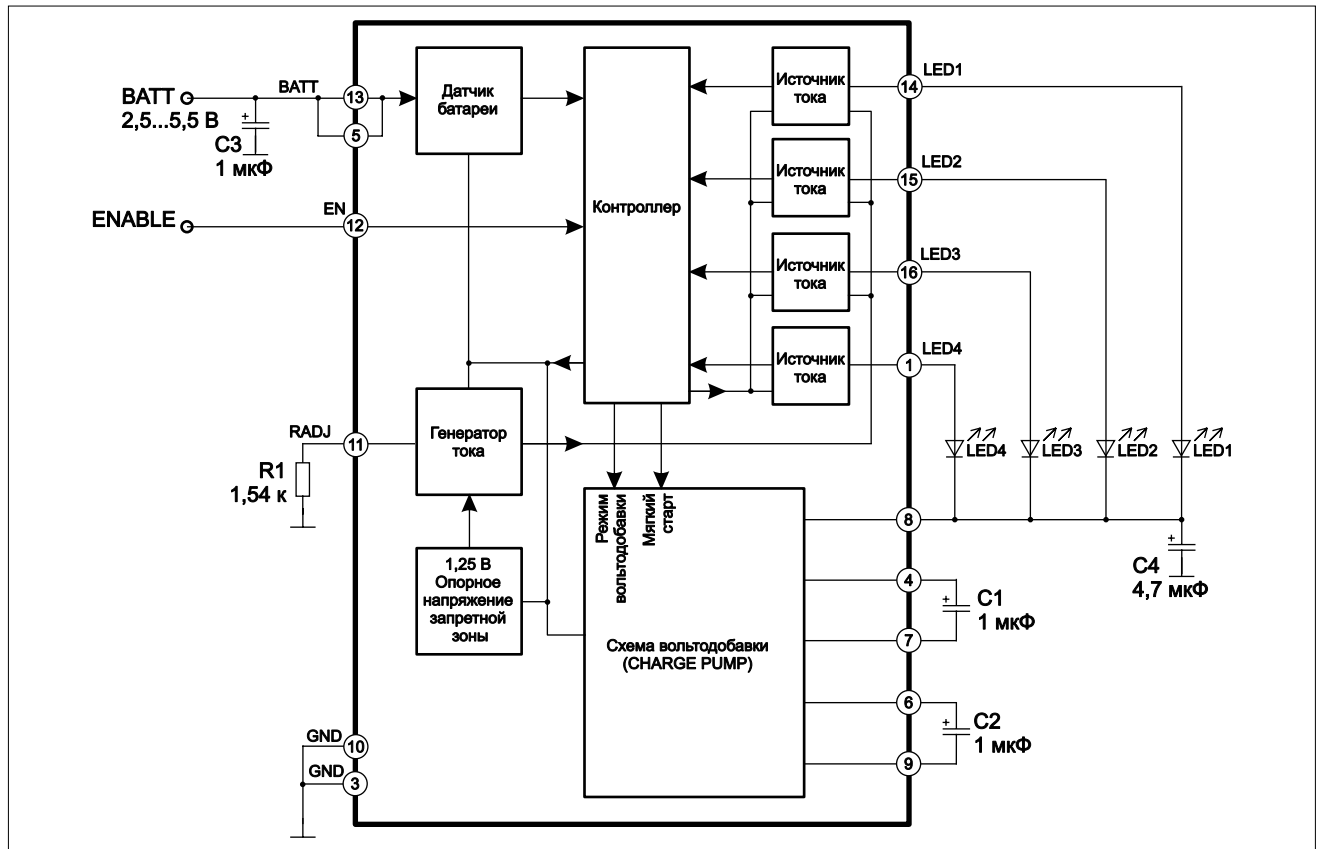 BATT
2,5...5,5 В
C3
1 мкФ
BATT
13
5
Датчик
батареи
ENABLE
EN
12
Контроллер
Источник
тока
14
LED1
Источник
тока
15
LED2
Источник
тока
16
LED3
Источник
тока
1
LED4
RADJ
11
R1
1,54 к
Генератор
тока
LED4
LED3
LED2
LED1
Режим
вольтодобавки
Мягкий
старт
8
C4
4,7 мкФ
1,25 В
Опорное
напряжение
запретной
зоны
4
C1
1 мкФ
7
Схема вольтодобавки
(CHARGE PUMP)
6
C2
1 мкФ
9
GND
10
GND
3